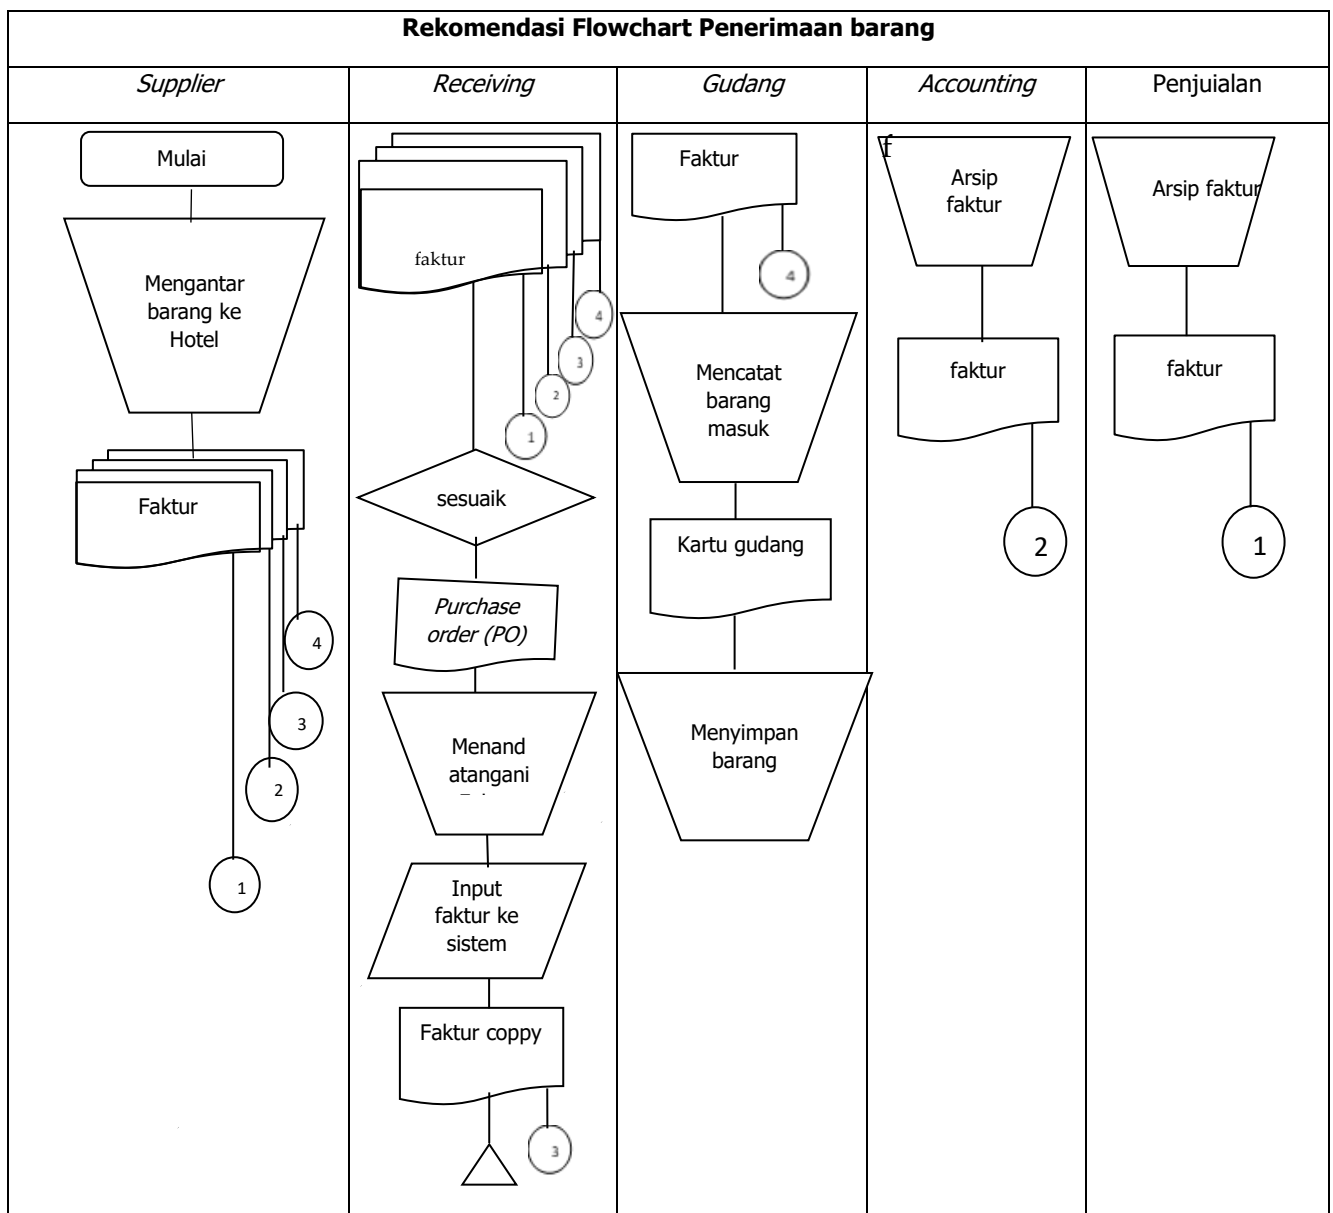 Rekomendasi Flowchart Penerimaan barang
Supplier
Receiving
Gudang
Accounting
Penjuialan
Mulai
Mengantar
barang ke
Hotel
Faktur
4
3
2
1
faktur
4
3
2
1
sesuaik
Purchase
order (PO)
Menand
atangani
Input
faktur ke
sistem
Faktur coppy
3
Faktur
4
Mencatat
barang
masuk
Kartu gudang
Menyimpan
barang
f
Arsip
faktur
faktur
2
Arsip faktur
faktur
1